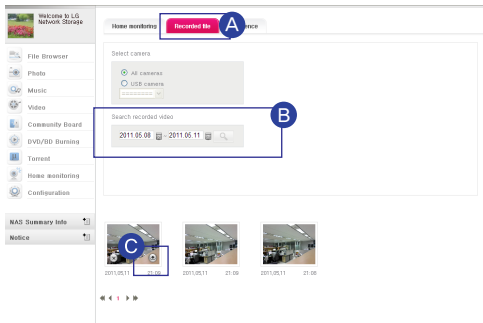 Welcome to LG
Network Storage
File Browser
Photo
Music
Video
Community Board
DVD/BD Burning
Torrent
Home monitoring
Configuration
NAS Summary Info
Notice
Home monitoring
Recorded file
A
Select camera
All cameras
USB camera
Search recorded video
B
2011.05.08 ~ 2011.05.11
C
2011,05,11 21:09
2011,05,11 21:09
2011,05,11 21:08
1